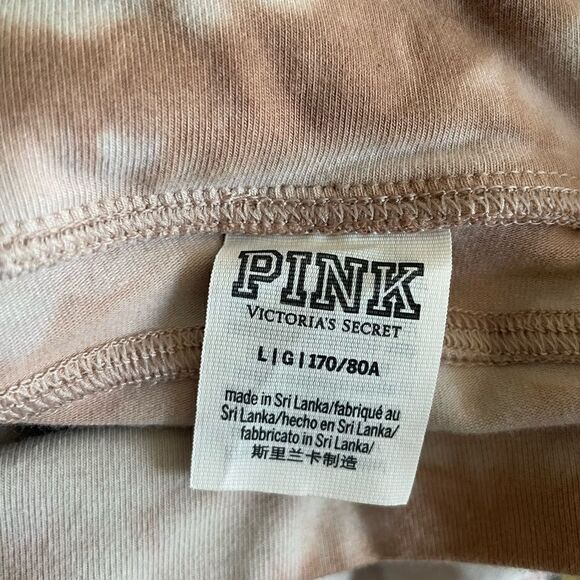 PINK
VICTORIA'S SECRET
L|G|170/80A
made in Sri Lanka/fabriqué au
Sri Lanka/hecho en Sri Lanka/
fabbricato in Sri Lanka/
斯里兰卡制造